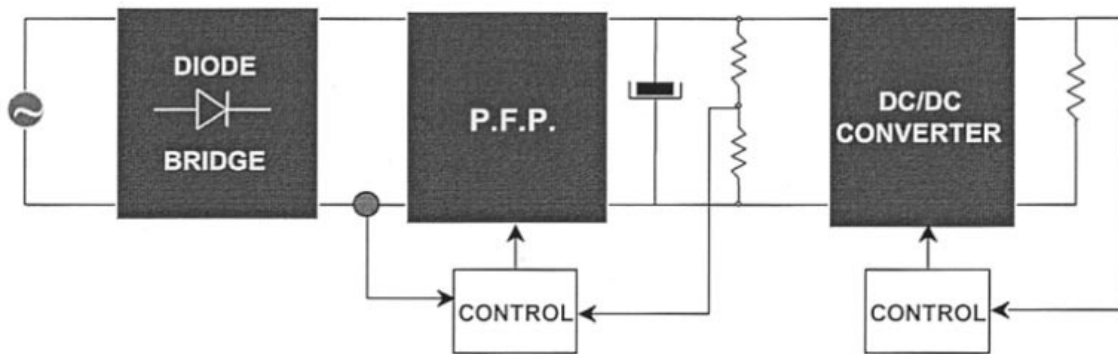 DIODE
BRIDGE
P.F.P.
DC/DC
CONVERTER
CONTROL
CONTROL